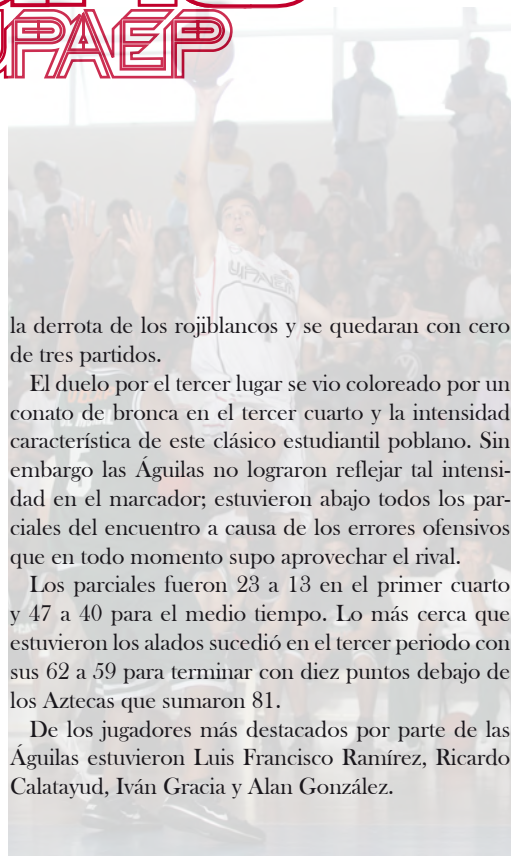 UPAEP
UPAEP
4
la derrota de los rojiblancos y se quedaran con cero
de tres partidos.
El duelo por el tercer lugar se vio coloreado por un
conato de bronca en el tercer cuarto y la intensidad
característica de este clásico estudiantil poblano. Sin
embargo las Águilas no lograron reflejar tal intensi-
dad en el marcador; estuvieron abajo todos los par-
ciales del encuentro a causa de los errores ofensivos
que en todo momento supo aprovechar el rival.
Los parciales fueron 23 a 13 en el primer cuarto
y 47 a 40 para el medio tiempo. Lo más cerca que
estuvieron los alados sucedió en el tercer periodo con
sus 62 a 59 para terminar con diez puntos debajo de
los Aztecas que sumaron 81.
De los jugadores más destacados por parte de las
Águilas estuvieron Luis Francisco Ramírez, Ricardo
Calatayud, Iván Gracia y Alan González.